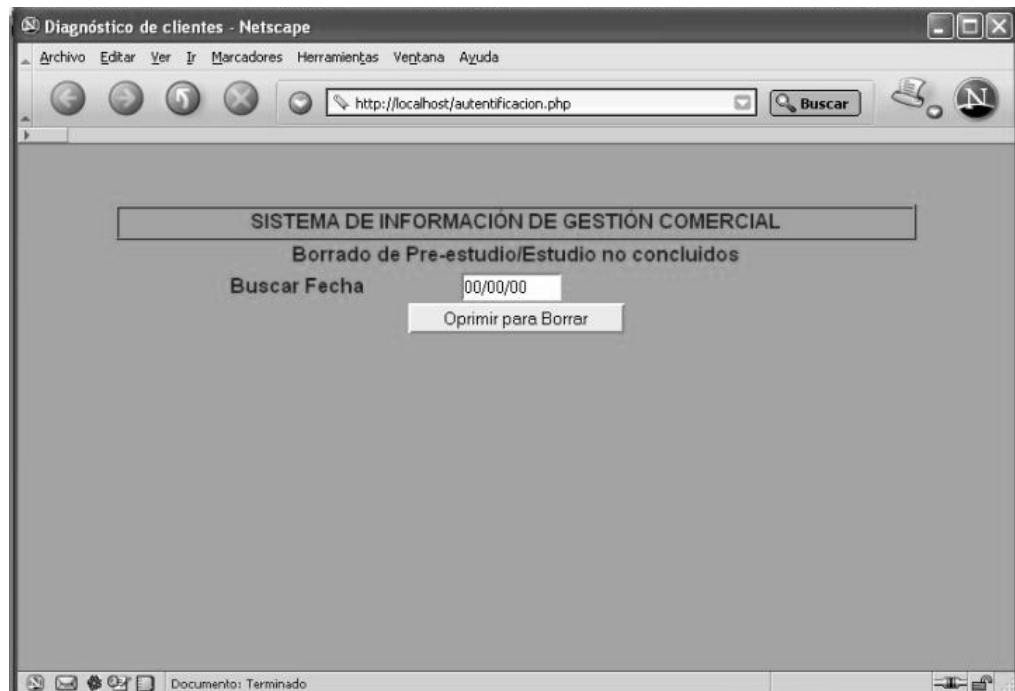 Diagnóstico de clientes - Netscape
Archivo Editar Ver Ir Marcadores Herramientas Ventana Ayuda
http://localhost/autentificacion.php Buscar N
SISTEMA DE INFORMACIÓN DE GESTIÓN COMERCIAL
Borrado de Pre-estudio/Estudio no concluidos
Buscar Fecha 00/00/00
Oprimir para Borrar
Documento: Terminado